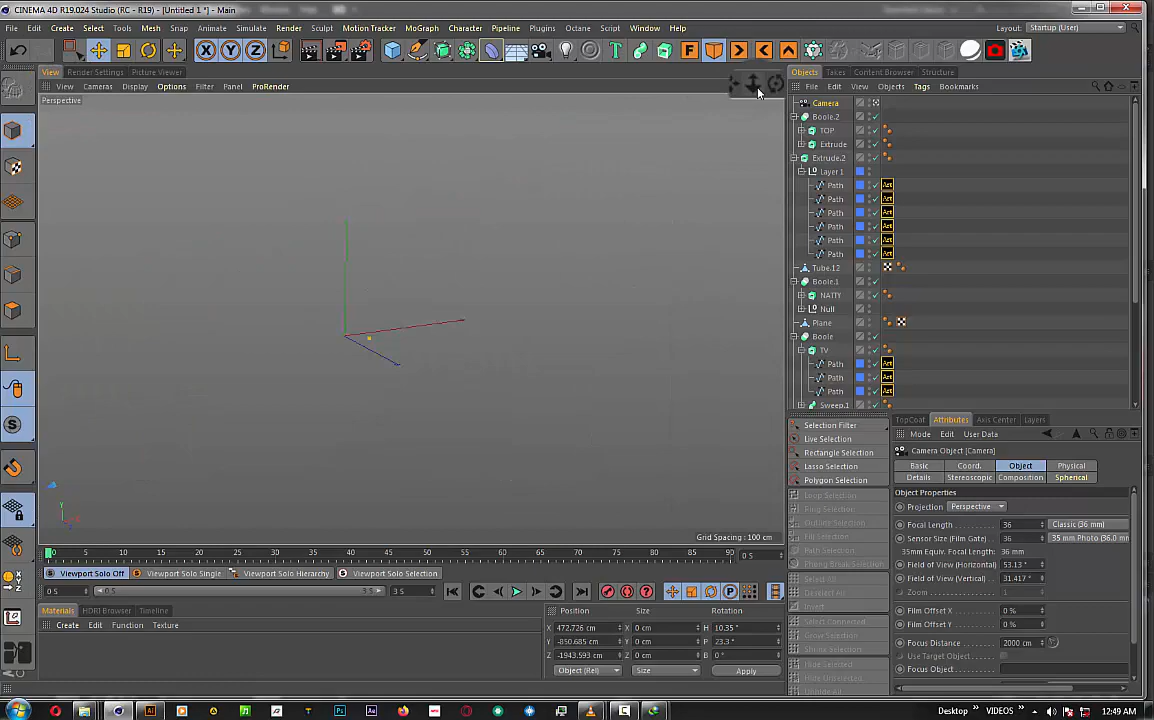 CINEMA 4D R19.024 Studio (RC - R19) - [Untitled 1 *] - Main
File Edit Create Select Tools Mesh Snap Animate Simulate Render Motion Tracker MoGraph Character Pipeline Plugins Octane Script Window Help
Layout: Startup (User)
View Render Settings Picture Viewer
View Cameras Display Options Filter Panel ProRender
Perspective
Grid Spacing : 100 cm
0 5 10 15 20 25 30 35 40 45 50 55 60 65 70 75 80 85 90
0 S
Viewport Solo Off Viewport Solo Single Viewport Solo Hierarchy Viewport Solo Selection
0 S 0 S 3 S 3 S
Materials HDRI Browser Timeline
Create Edit Function Texture
Position Size Rotation
X 472.726 cm X 0 cm H 10.35 °
Y -850.685 cm Y 0 cm P 23.3 °
Z -1943.593 cm Z 0 cm B 0 °
Object (Rel) Size Apply
Objects Takes Content Browser Structure
File Edit View Objects Tags Bookmarks
Camera
Boole.2
TOP
Extrude
Extrude.2
Layer 1
Path
Path
Path
Path
Path
Path
Tube.12
Boole.1
NATTY
Null
Plane
Boole
TV
Path
Path
Path
Sweep.1
Selection Filter
Live Selection
Rectangle Selection
Lasso Selection
Polygon Selection
Loop Selection
Ring Selection
Outline Selection
Fill Selection
Path Selection
Phong Break Selection
Select All
Deselect All
Invert
Select Connected
Grow Selection
Shrink Selection
Hide Selected
Hide Unselected
Unhide All
TopCoat Attributes Axis Center Layers
Mode Edit User Data
Camera Object [Camera]
Basic Coord. Object Physical
Details Stereoscopic Composition Spherical
Object Properties
Projection Perspective
Focal Length 36 Classic (36 mm)
Sensor Size (Film Gate) 36 35 mm Photo (36.0 mm
35mm Equiv. Focal Length: 36 mm
Field of View (Horizontal) 53.13 °
Field of View (Vertical) 31.417 °
Zoom 1
Film Offset X 0 %
Film Offset Y 0 %
Focus Distance 2000 cm
Use Target Object
Focus Object
Desktop » VIDEOS » 12:49 AM